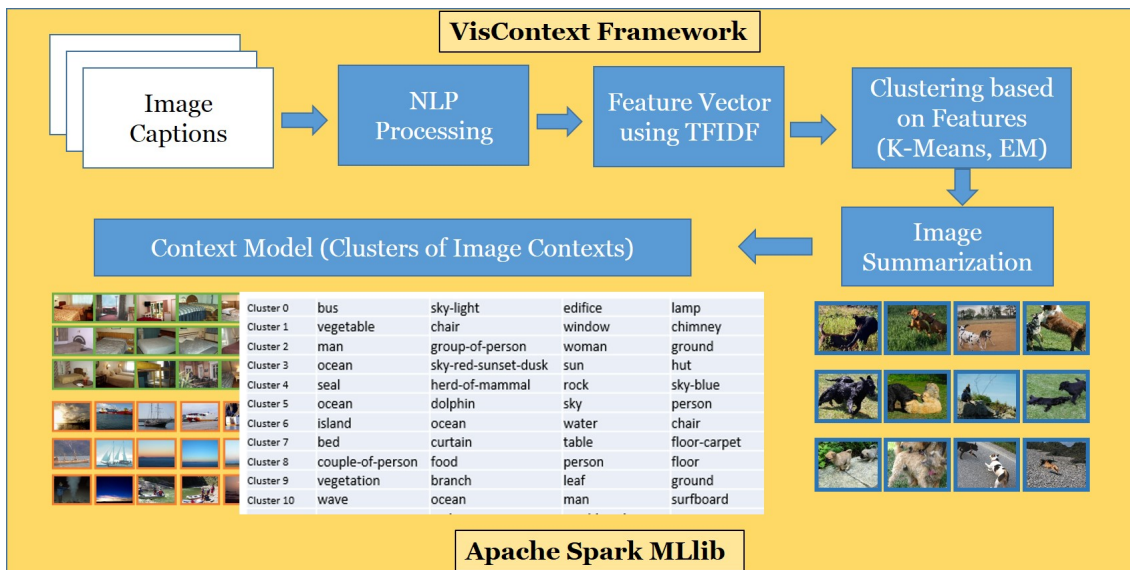 VisContext Framework
Image
Captions
NLP
Processing
Feature Vector
using TFIDF
Clustering based
on Features
(K-Means, EM)
Context Model (Clusters of Image Contexts)
Image
Summarization
Cluster 0 bus sky-light edifice lamp
Cluster 1 vegetable chair window chimney
Cluster 2 man group-of-person woman ground
Cluster 3 ocean sky-red-sunset-dusk sun hut
Cluster 4 seal herd-of-mammal rock sky-blue
Cluster 5 ocean dolphin sky person
Cluster 6 island ocean water chair
Cluster 7 bed curtain table floor-carpet
Cluster 8 couple-of-person food person floor
Cluster 9 vegetation branch leaf ground
Cluster 10 wave ocean man surfboard
Apache Spark MLlib